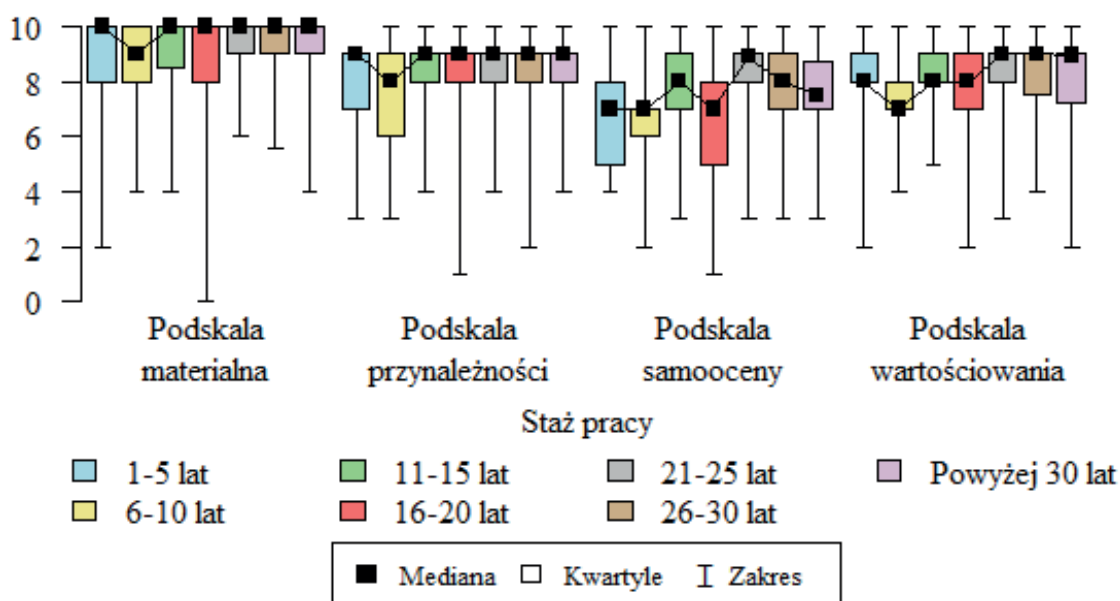 10
8
6
4
2
0
Podskala materialna
Podskala przynależności
Podskala samooceny
Podskala wartościowania
Staż pracy
1-5 lat
6-10 lat
11-15 lat
16-20 lat
21-25 lat
26-30 lat
Powyżej 30 lat
Mediana Kwartyle Zakres